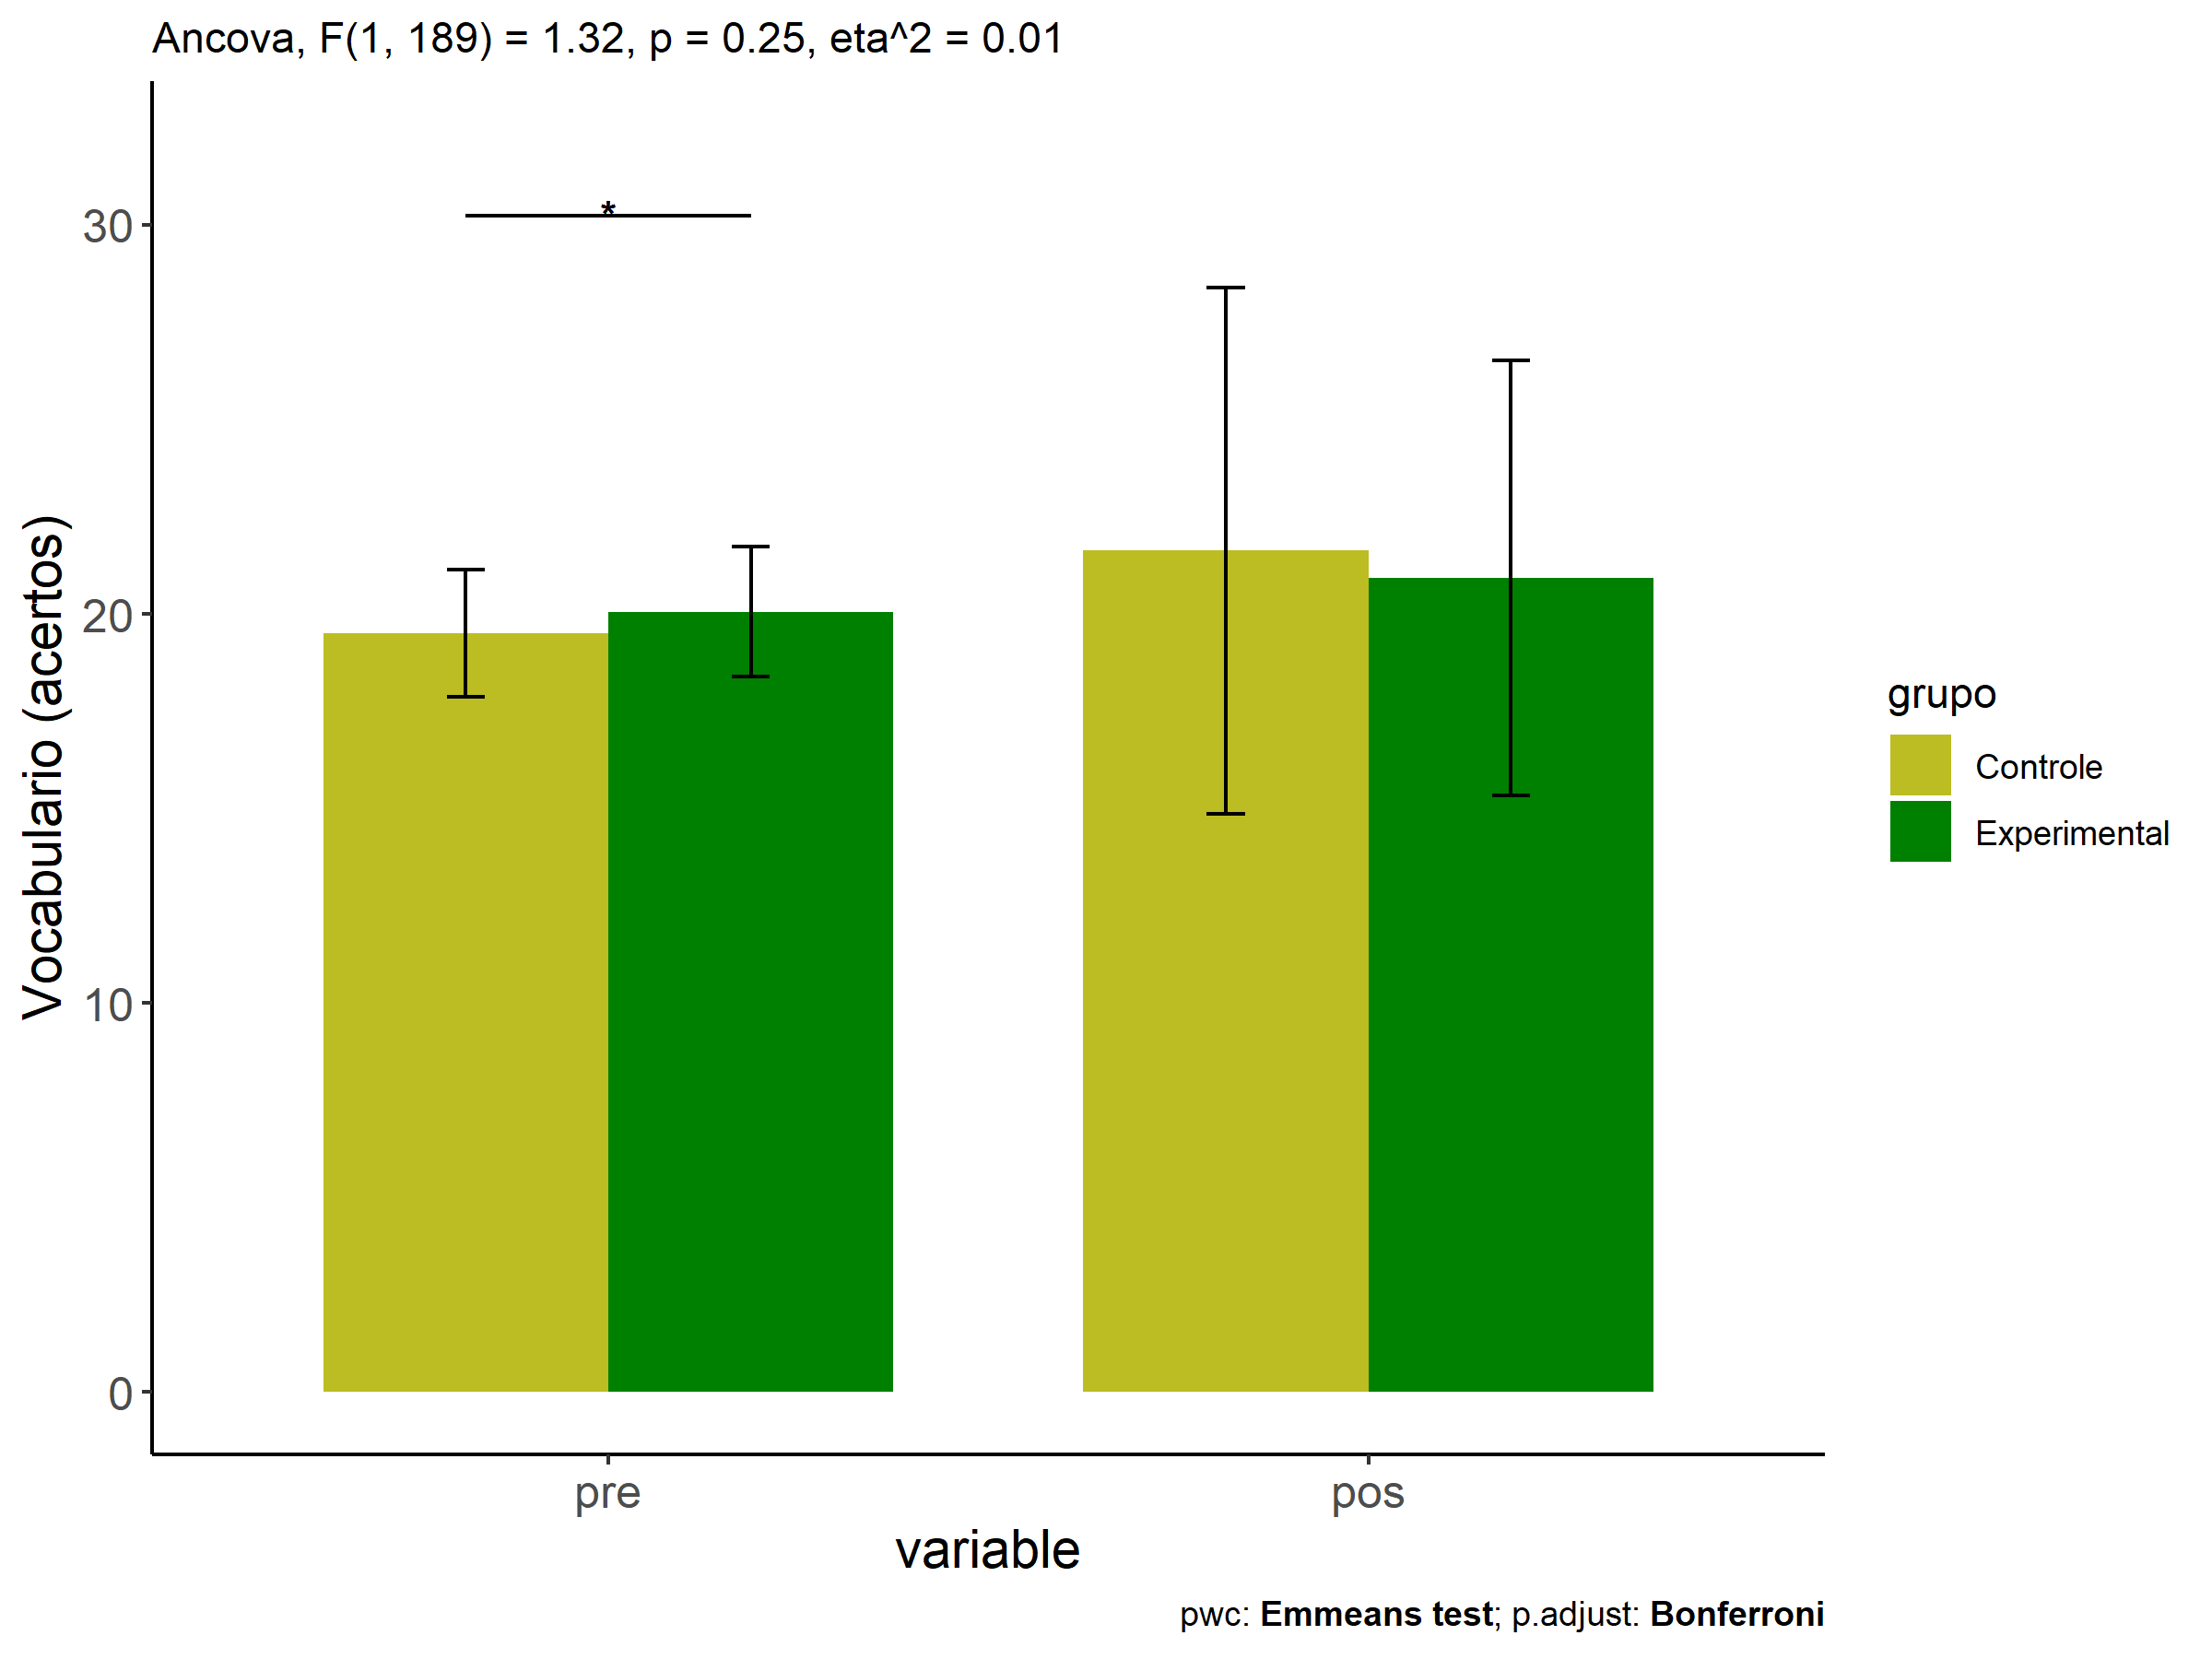 Ancova, F(1, 189) = 1.32, p = 0.25, eta^2 = 0.01
*
30
20
10
0
Vocabulario (acertos)
pre
pos
variable
grupo
Controle
Experimental
pwc: Emmeans test; p.adjust: Bonferroni